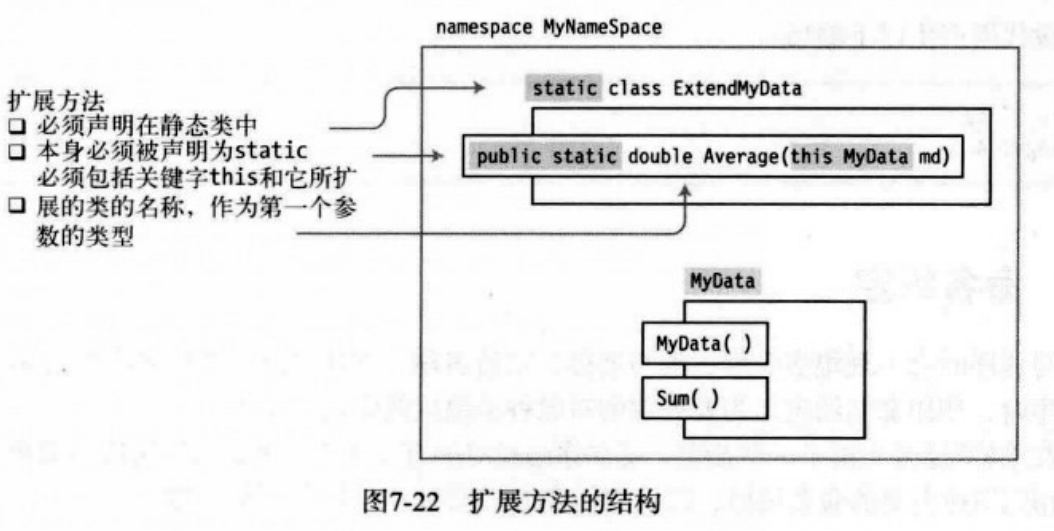 namespace MyNameSpace
扩展方法
□ 必须声明在静态类中
□ 本身必须被声明为static
必须包括关键字this和它所扩
□ 展的类的名称，作为第一个参
数的类型
static class ExtendMyData
public static double Average(this MyData md)
MyData
MyData( )
Sum( )
图7-22 扩展方法的结构